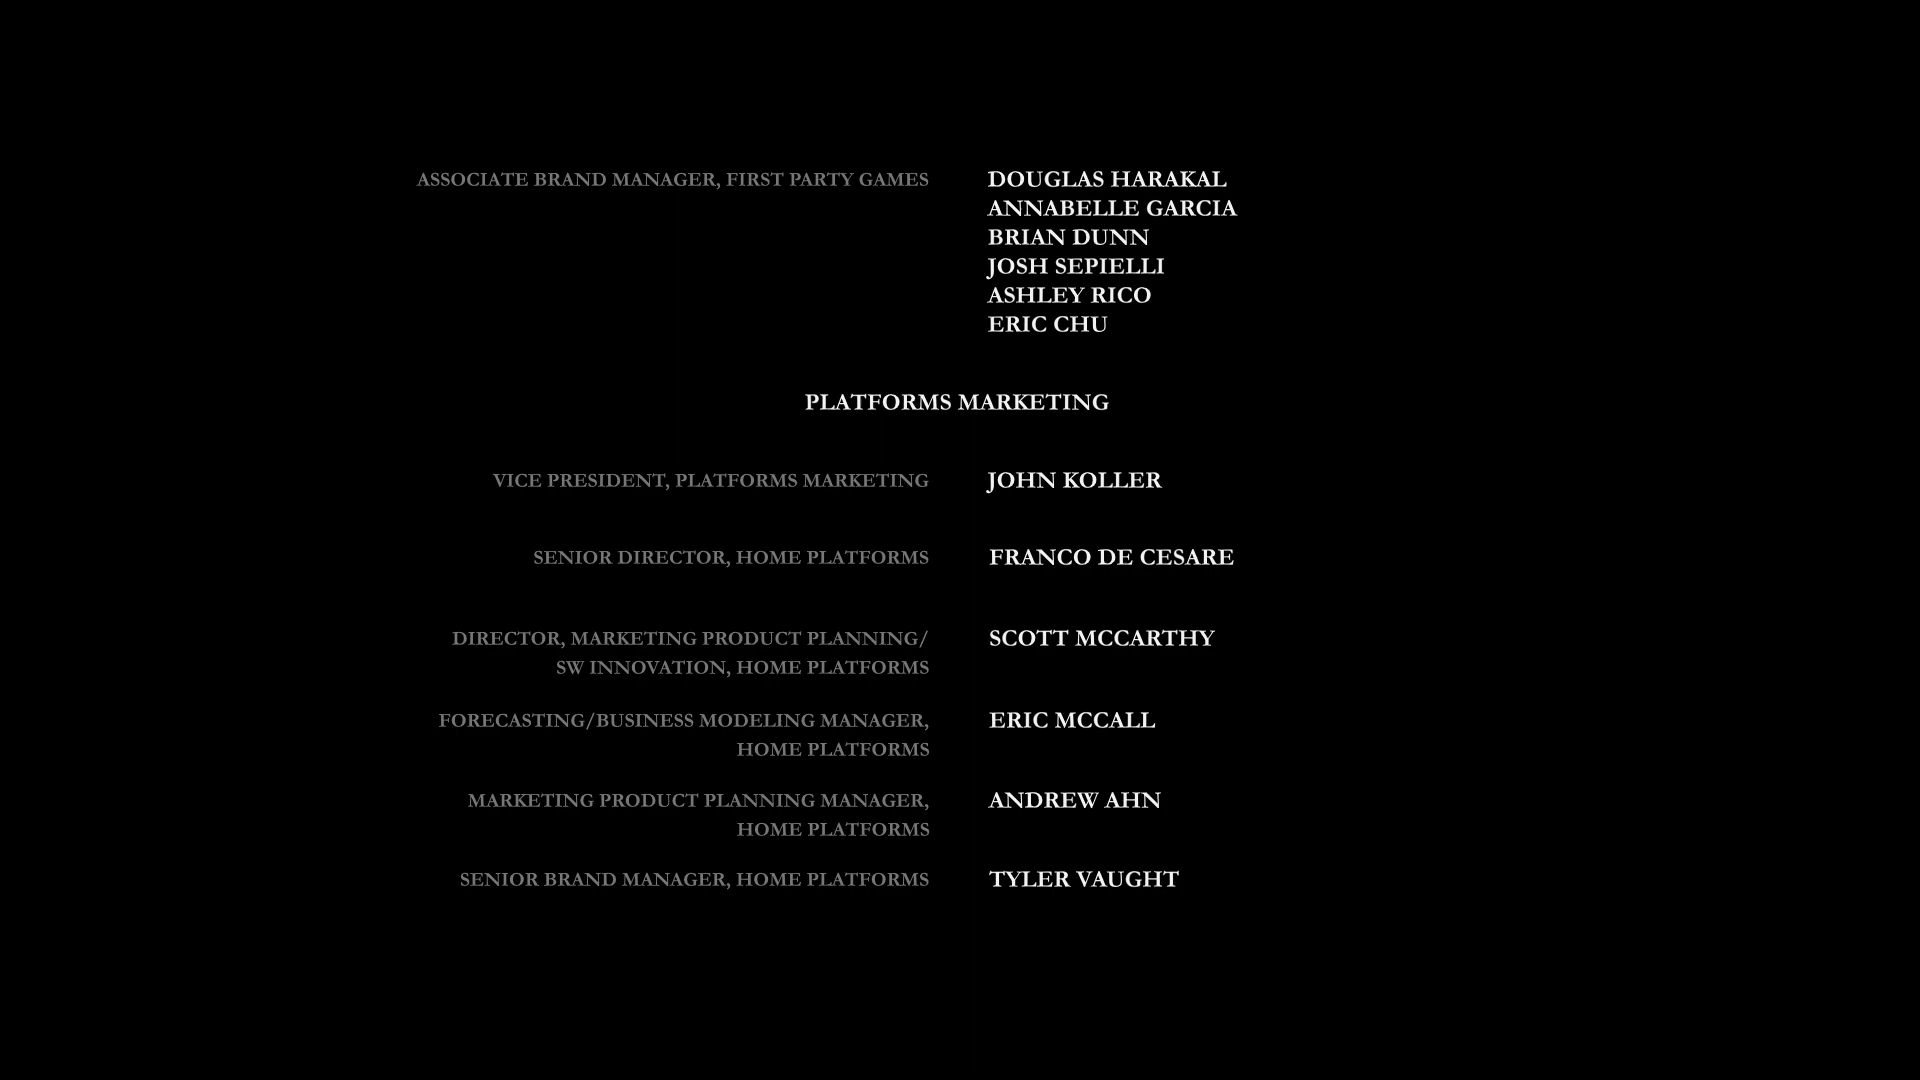 ASSOCIATE BRAND MANAGER, FIRST PARTY GAMES DOUGLAS HARAKAL
ANNABELLE GARCIA
BRIAN DUNN
JOSH SEPIELLI
ASHLEY RICO
ERIC CHU
PLATFORMS MARKETING
VICE PRESIDENT, PLATFORMS MARKETING JOHN KOLLER
SENIOR DIRECTOR, HOME PLATFORMS FRANCO DE CESARE
DIRECTOR, MARKETING PRODUCT PLANNING/ SCOTT MCCARTHY
SW INNOVATION, HOME PLATFORMS
FORECASTING/BUSINESS MODELING MANAGER, ERIC MCCALL
HOME PLATFORMS
MARKETING PRODUCT PLANNING MANAGER, ANDREW AHN
HOME PLATFORMS
SENIOR BRAND MANAGER, HOME PLATFORMS TYLER VAUGHT